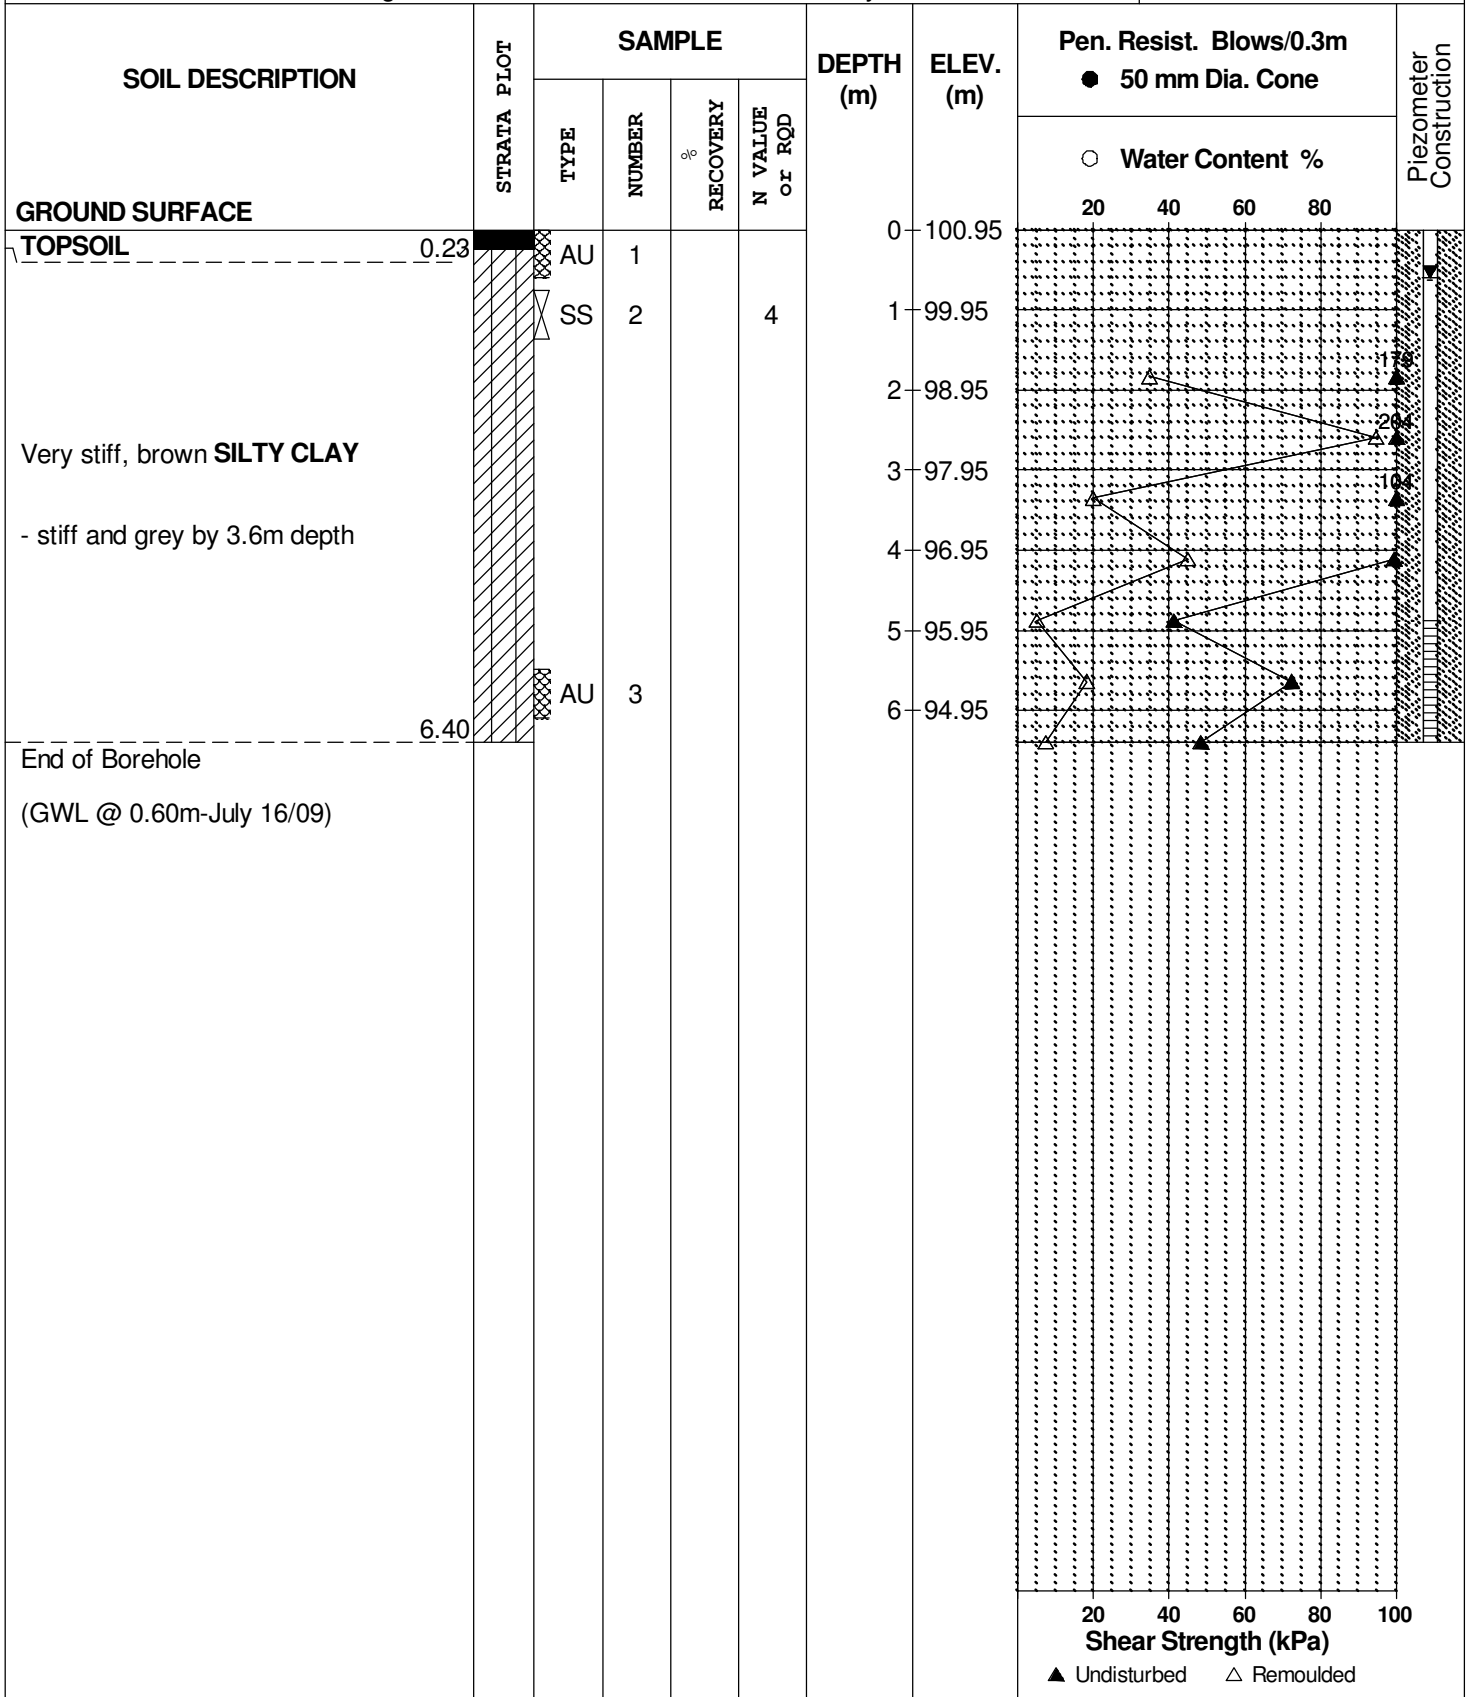 SOIL DESCRIPTION
STRATA PLOT
SAMPLE
TYPE
NUMBER
% RECOVERY
N VALUE or RQD
DEPTH (m)
ELEV. (m)
Pen. Resist. Blows/0.3m
● 50 mm Dia. Cone
○ Water Content %
20 40 60 80
Piezometer Construction
GROUND SURFACE
TOPSOIL 0.23
AU 1
0 100.95
SS 2 4
1 99.95
2 98.95
Very stiff, brown SILTY CLAY
204
3 97.95
104
- stiff and grey by 3.6m depth
4 96.95
5 95.95
AU 3
6 94.95
6.40
End of Borehole
(GWL @ 0.60m-July 16/09)
20 40 60 80 100
Shear Strength (kPa)
▲ Undisturbed △ Remoulded